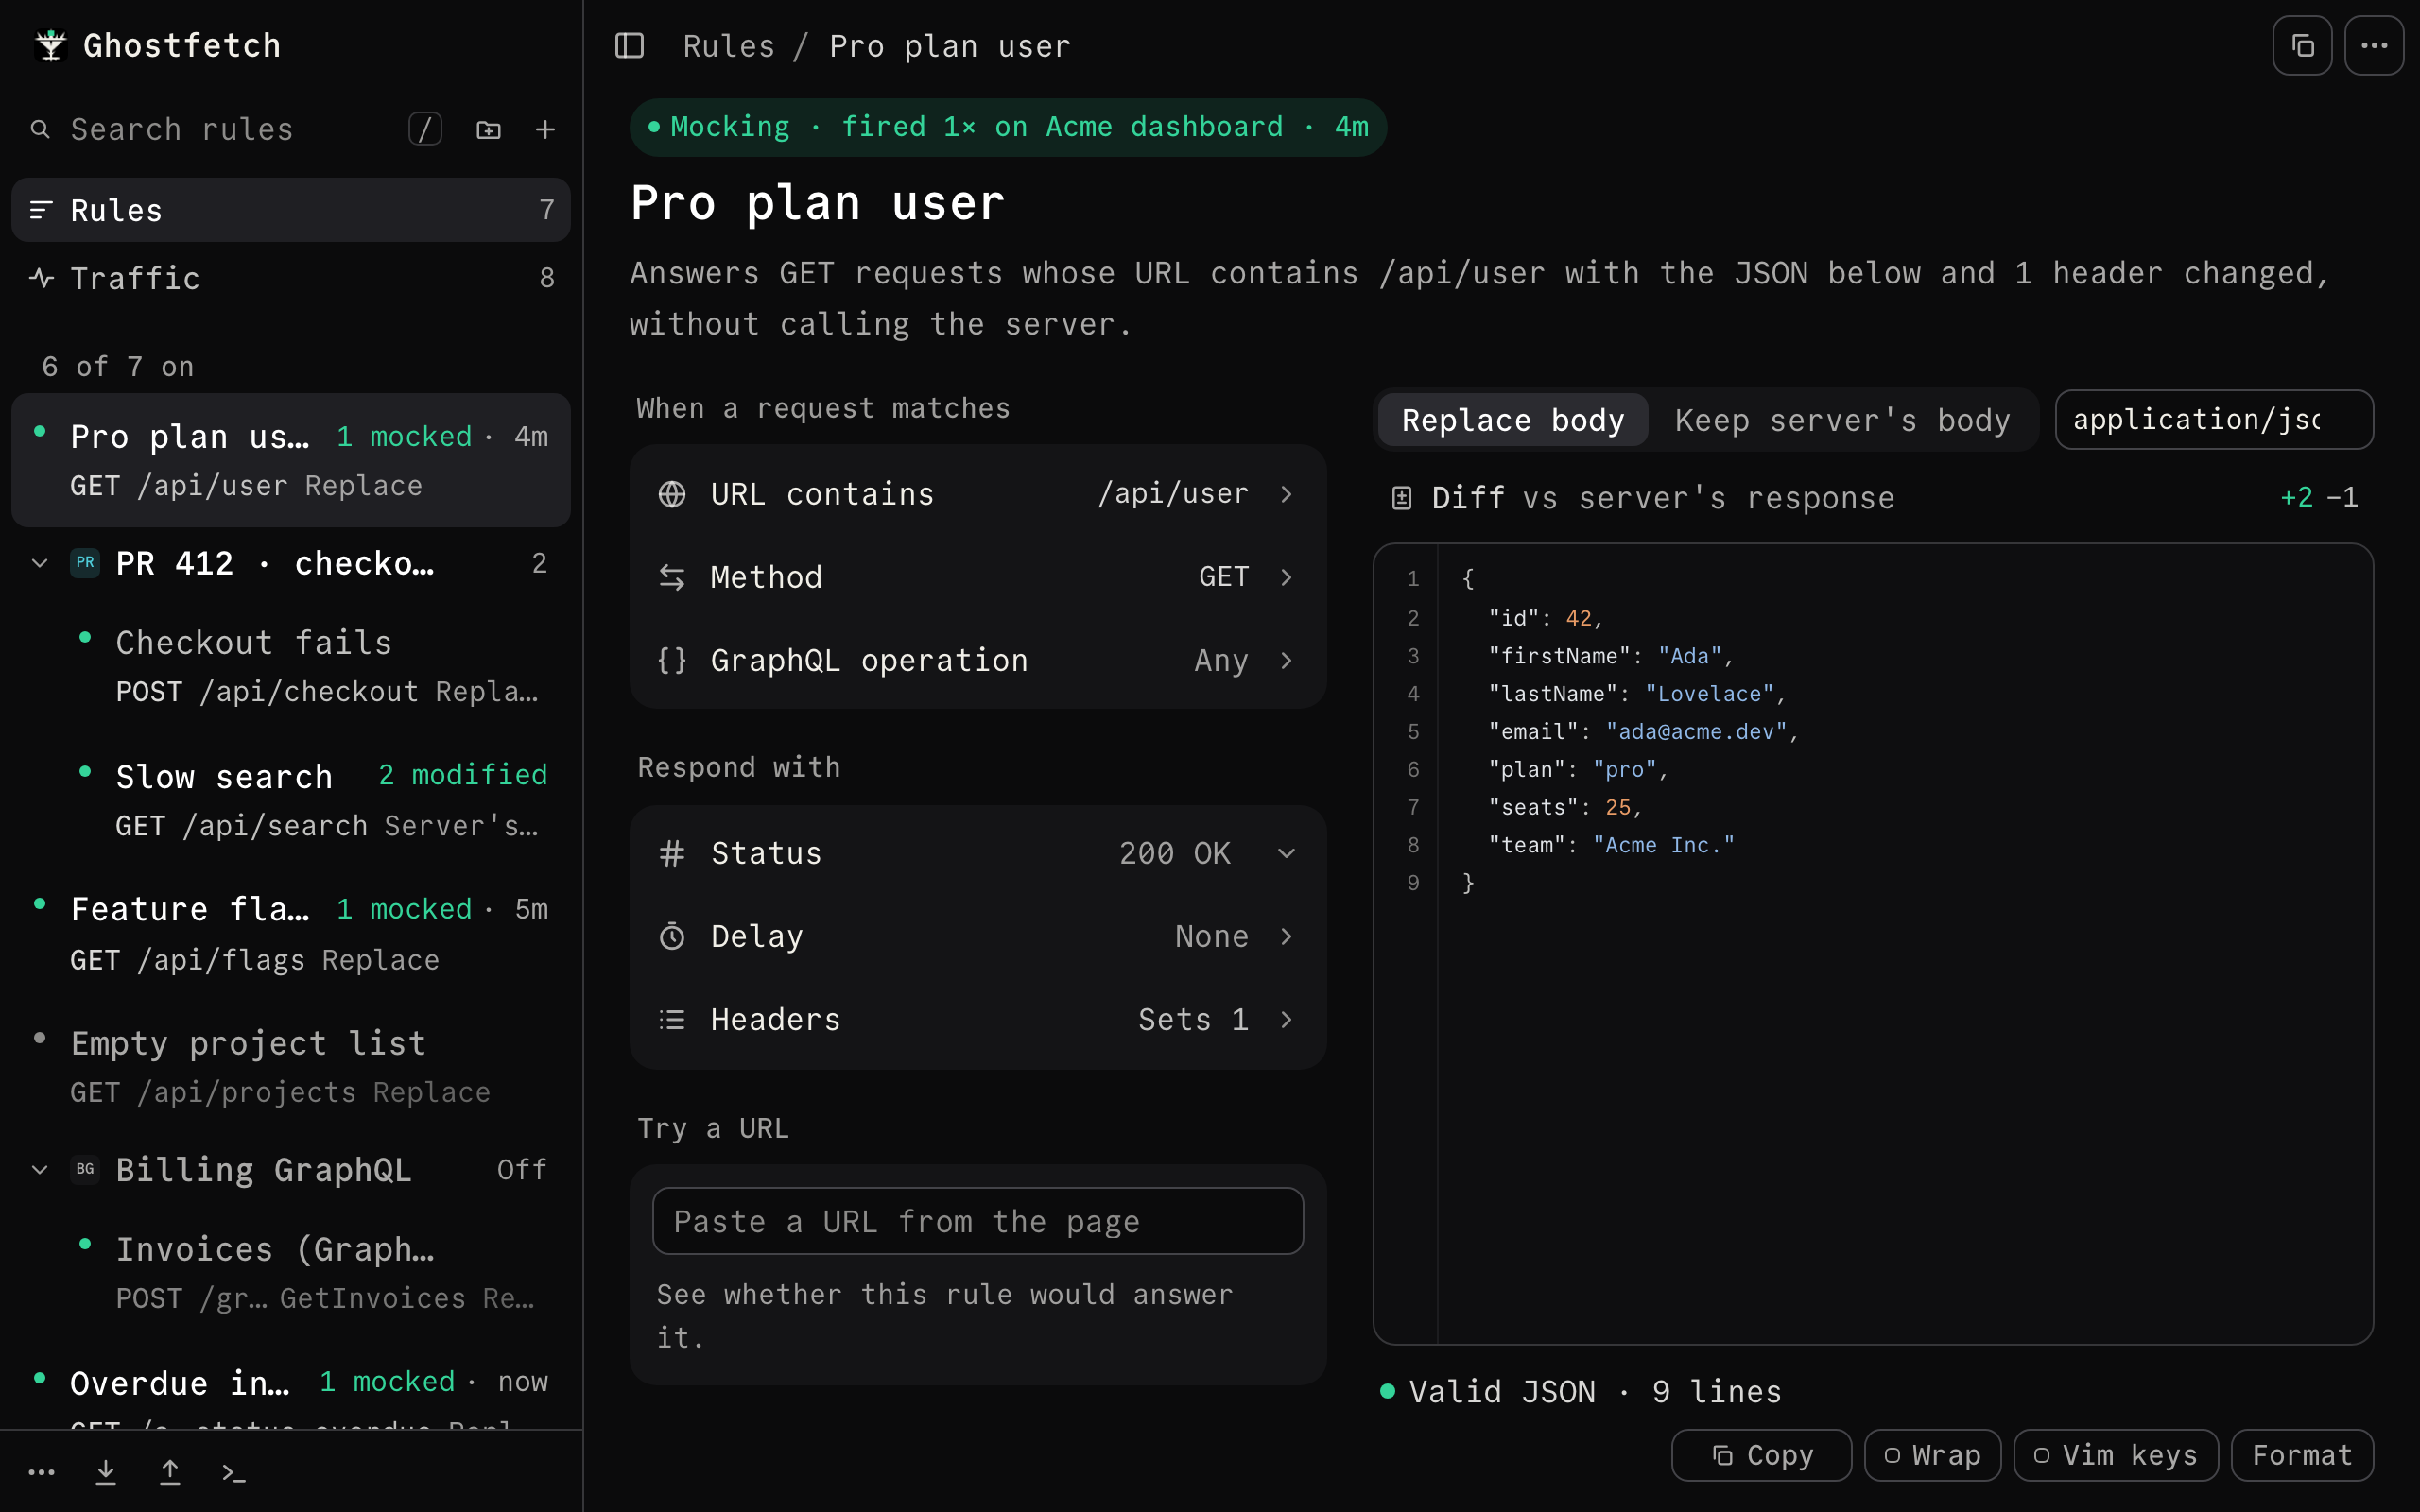 Ghostfetch
Search rules /
Rules 7
Traffic 8
6 of 7 on
Pro plan us… 1 mocked · 4m
GET /api/user Replace
PR PR 412 · checko… 2
Checkout fails
POST /api/checkout Repla…
Slow search 2 modified
GET /api/search Server's…
Feature fla… 1 mocked · 5m
GET /api/flags Replace
Empty project list
GET /api/projects Replace
BG Billing GraphQL Off
Invoices (Graph…
POST /gr… GetInvoices Re…
Overdue in… 1 mocked · now
Rules / Pro plan user
Mocking · fired 1× on Acme dashboard · 4m
Pro plan user
Answers GET requests whose URL contains /api/user with the JSON below and 1 header changed,
without calling the server.
When a request matches
URL contains /api/user
Method GET
GraphQL operation Any
Respond with
Status 200 OK
Delay None
Headers Sets 1
Try a URL
Paste a URL from the page
See whether this rule would answer
it.
Replace body Keep server's body application/jsc
Diff vs server's response +2 −1
1 {
2 "id": 42,
3 "firstName": "Ada",
4 "lastName": "Lovelace",
5 "email": "ada@acme.dev",
6 "plan": "pro",
7 "seats": 25,
8 "team": "Acme Inc."
9 }
Valid JSON · 9 lines
Copy Wrap Vim keys Format